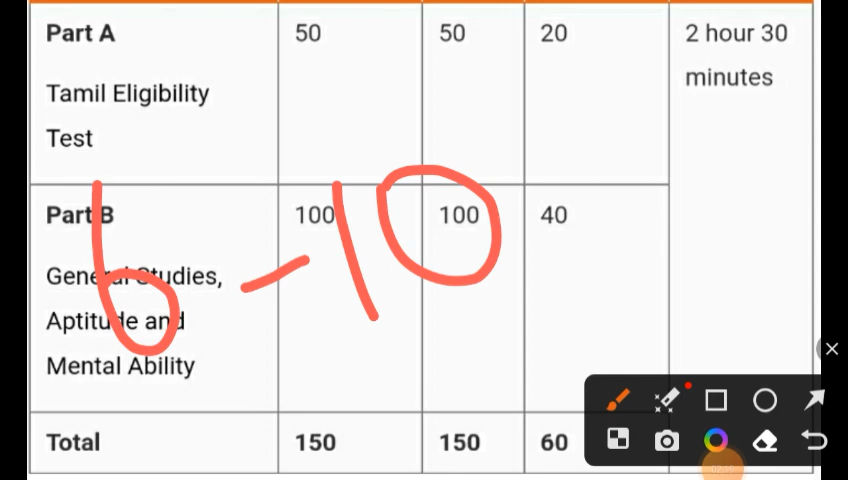 Part A 50 50 20 2 hour 30
Tamil Eligibility minutes
Test
Part B 100 100 40
General Studies,
Aptitude and
Mental Ability
6 - 10
Total 150 150 60